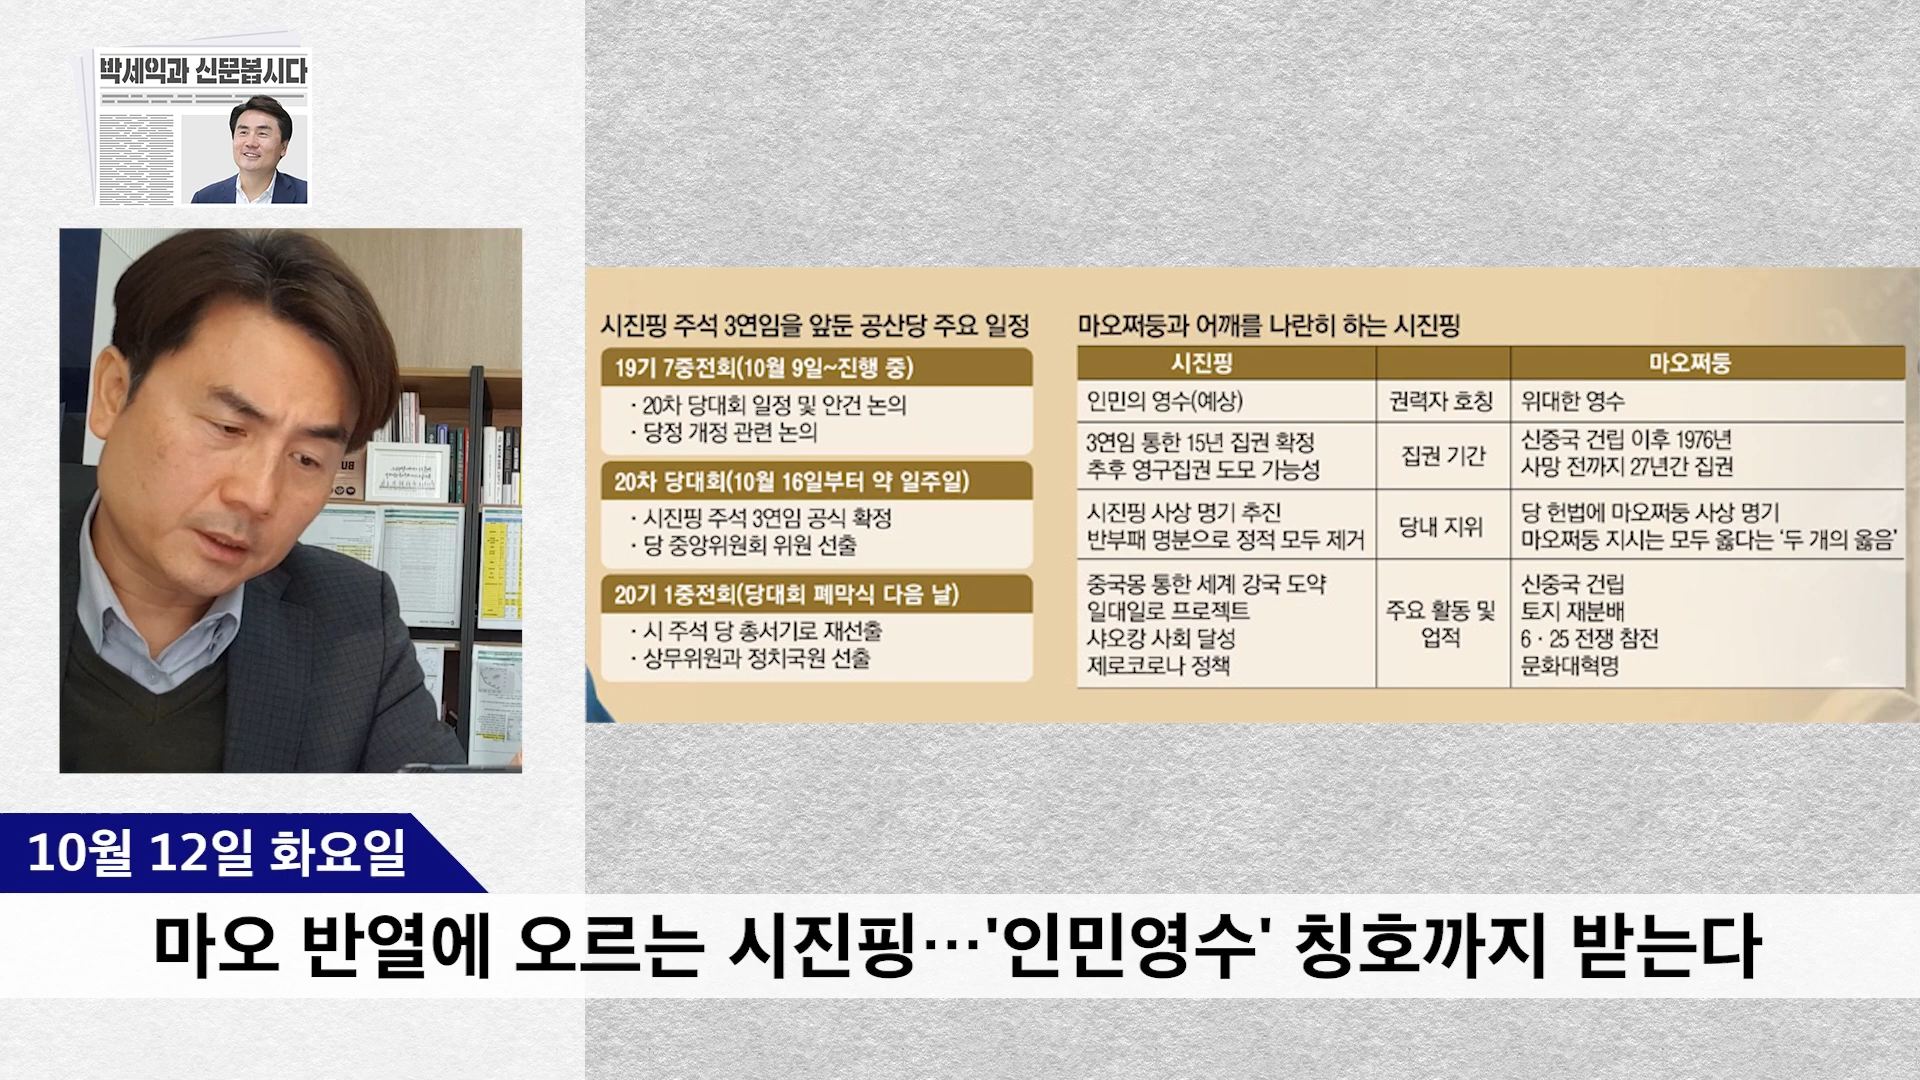 박세익과 신문봅시다
시진핑 주석 3연임을 앞둔 공산당 주요 일정
19기 7중전회(10월 9일~진행 중)
· 20차 당대회 일정 및 안건 논의
· 당정 개정 관련 논의
20차 당대회(10월 16일부터 약 일주일)
· 시진핑 주석 3연임 공식 확정
· 당 중앙위원회 위원 선출
20기 1중전회(당대회 폐막식 다음 날)
· 시 주석 당 총서기로 재선출
· 상무위원과 정치국원 선출
마오쩌둥과 어깨를 나란히 하는 시진핑
시진핑 마오쩌둥
인민의 영수(예상) 권력자 호칭 위대한 영수
3연임 통한 15년 집권 확정
추후 영구집권 도모 가능성
집권 기간
신중국 건립 이후 1976년
사망 전까지 27년간 집권
시진핑 사상 명기 추진
반부패 명분으로 정적 모두 제거
당내 지위
당 헌법에 마오쩌둥 사상 명기
마오쩌둥 지시는 모두 옳다는 ‘두 개의 옳음’
중국몽 통한 세계 강국 도약
일대일로 프로젝트
샤오캉 사회 달성
제로코로나 정책
주요 활동 및
업적
신중국 건립
토지 재분배
6·25 전쟁 참전
문화대혁명
10월 12일 화요일
마오 반열에 오르는 시진핑…'인민영수' 칭호까지 받는다